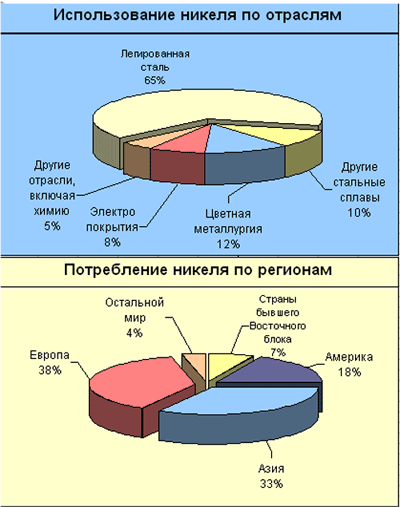 Использование никеля по отраслям
Легированная
сталь
65%
Другие
отрасли,
включая
химию
5%
Электро
покрытия
8%
Цветная
металлургия
12%
Другие
стальные
сплавы
10%
Потребление никеля по регионам
Остальной
мир
4%
Страны
бывшего
Восточного
блока
7%
Европа
38%
Америка
18%
Азия
33%